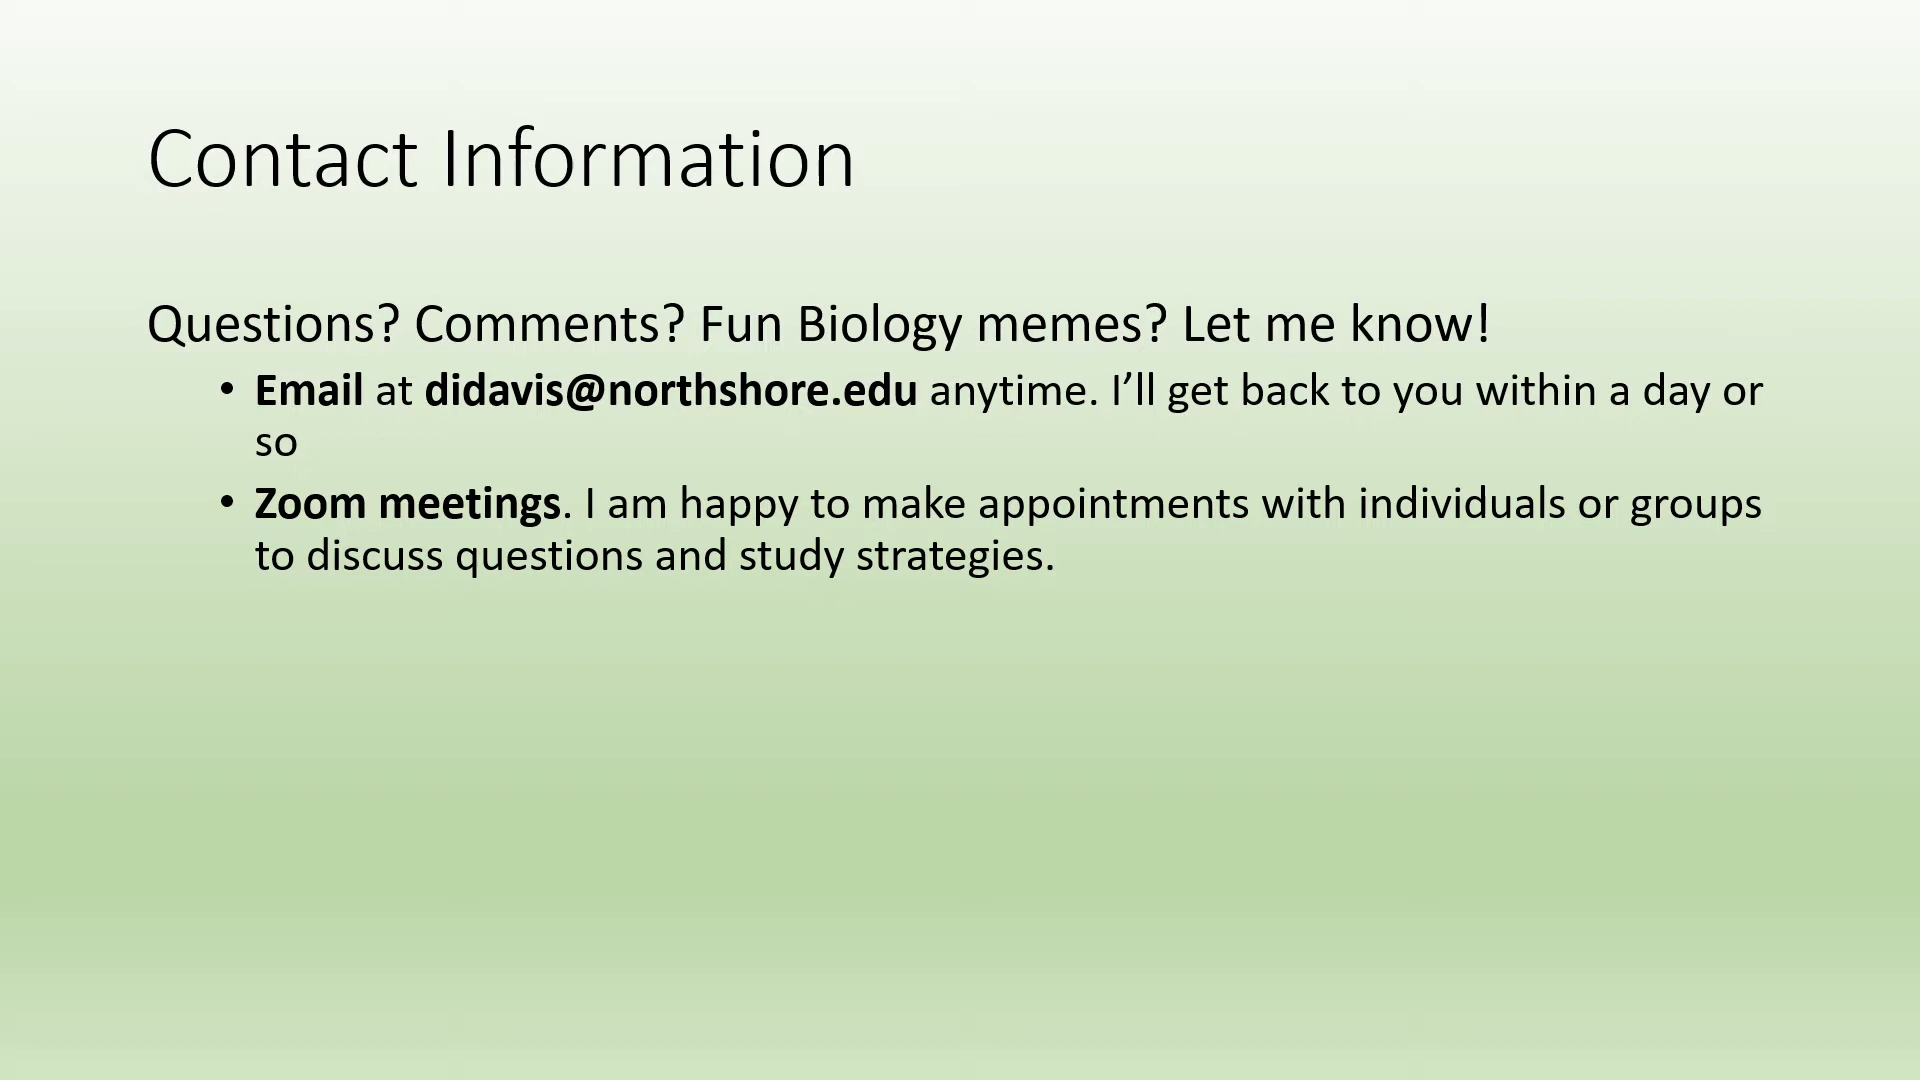 Contact Information
Questions? Comments? Fun Biology memes? Let me know!
• Email at didavis@northshore.edu anytime. I’ll get back to you within a day or
so
• Zoom meetings. I am happy to make appointments with individuals or groups
to discuss questions and study strategies.